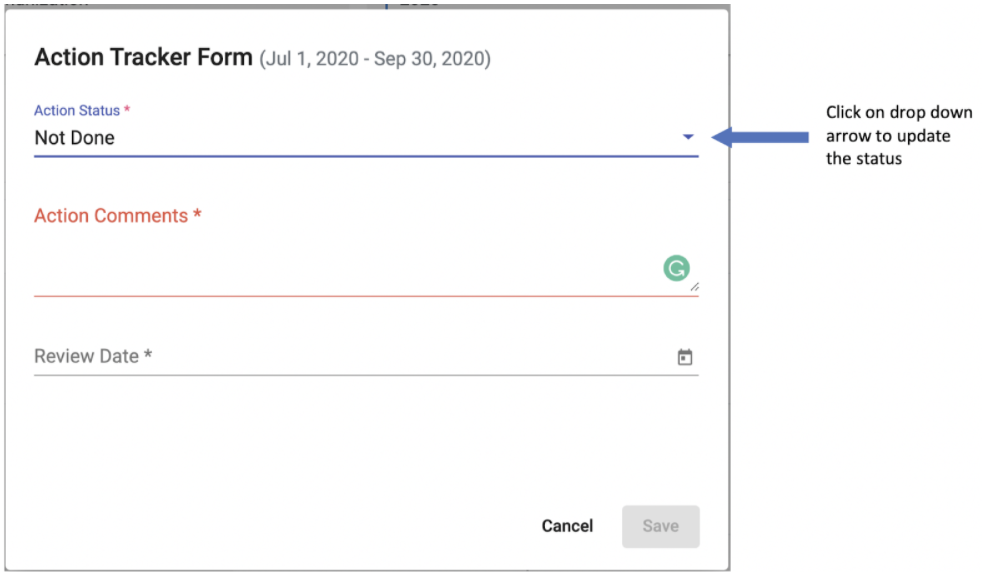 Action Tracker Form (Jul 1, 2020 - Sep 30, 2020)
Action Status *
Not Done
Click on drop down
arrow to update
the status
Action Comments *
Review Date *
Cancel Save